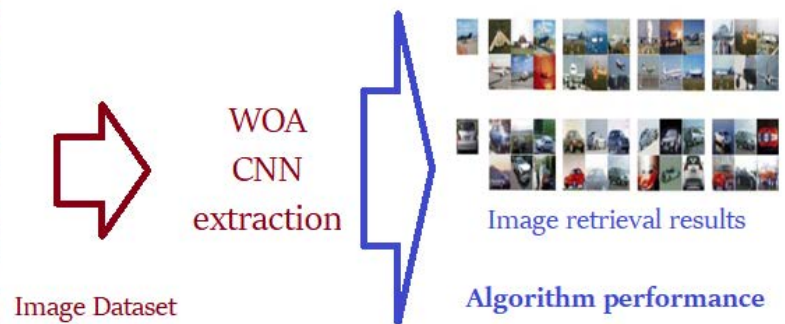 WOA
CNN
extraction
Image Dataset
Image retrieval results
Algorithm performance